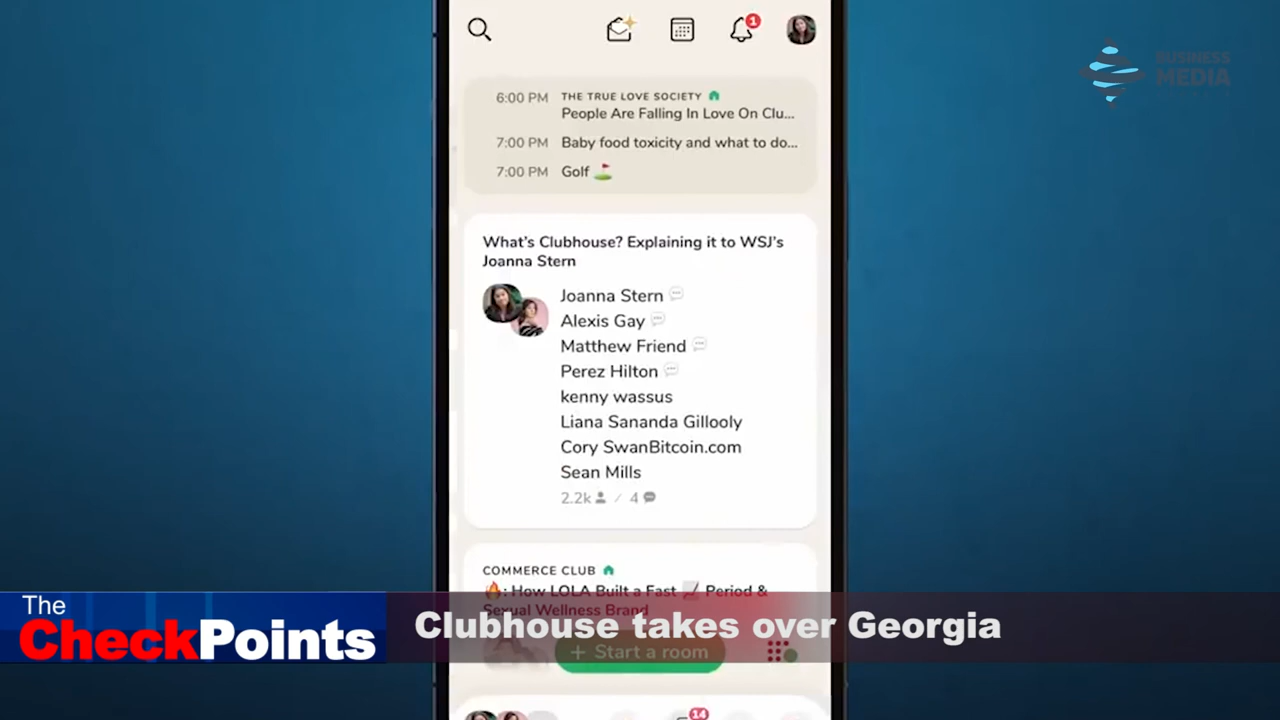 1
BUSINESS
MEDIA
6:00 PM THE TRUE LOVE SOCIETY
People Are Falling In Love On Clu...
7:00 PM Baby food toxicity and what to do...
7:00 PM Golf
What's Clubhouse? Explaining it to WSJ's
Joanna Stern
Joanna Stern
Alexis Gay
Matthew Friend
Perez Hilton
kenny wassus
Liana Sananda Gillooly
Cory SwanBitcoin.com
Sean Mills
2.2k / 4
COMMERCE CLUB
: How LOLA Built a Fast Period &
Sexual Wellness Brand
The
CheckPoints
Clubhouse takes over Georgia
+ Start a room
14